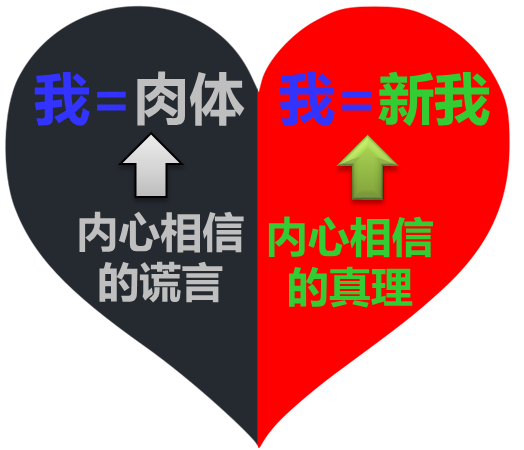 我=肉体
内心相信
的谎言
我=新我
内心相信
的真理